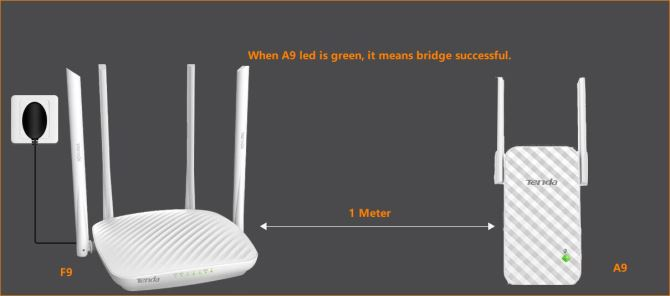 When A9 led is green, it means bridge successful.
Tenda
1 Meter
F9
Tenda
A9